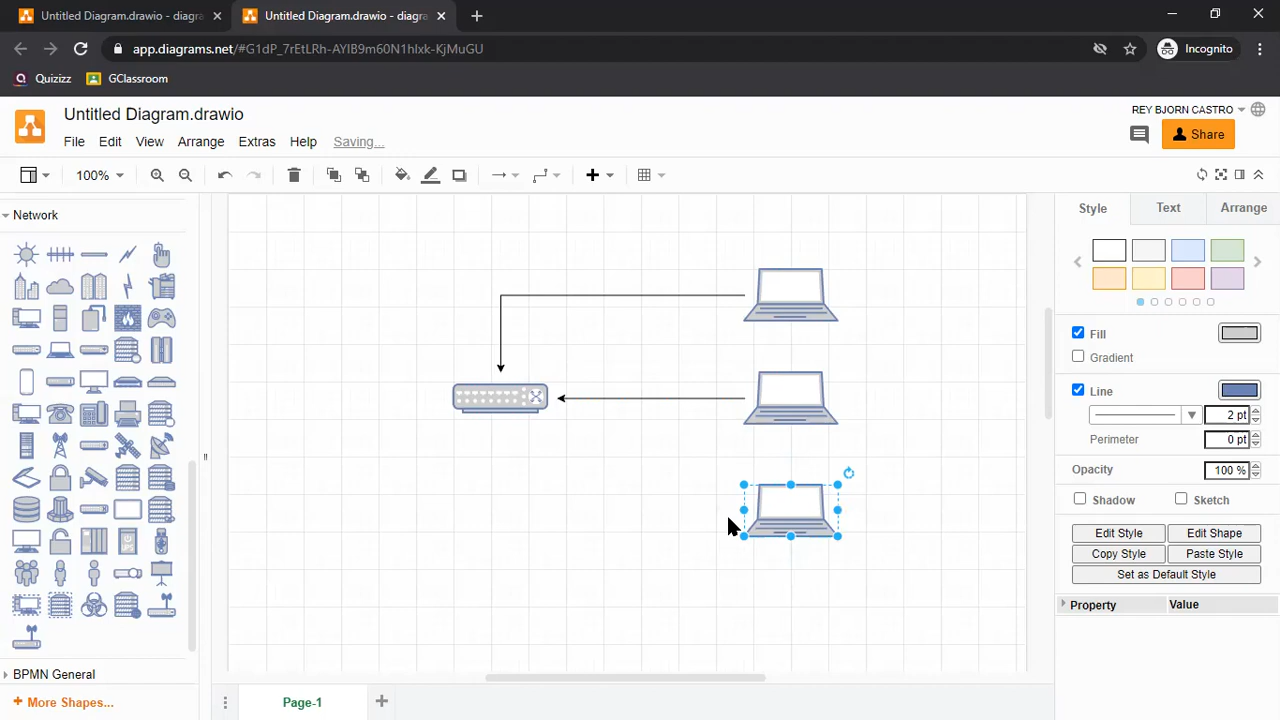 Untitled Diagram.drawio - diagra
Untitled Diagram.drawio - diagra
app.diagrams.net/#G1dP_7rEtLRh-AYlB9m60N1hlxk-KjMuGU
Incognito
Quizizz
GClassroom
Untitled Diagram.drawio
REY BJORN CASTRO
File
Edit
View
Arrange
Extras
Help
Saving...
Share
100%
Network
Style
Text
Arrange
Fill
Gradient
Line
2 pt
Perimeter
0 pt
Opacity
100 %
Shadow
Sketch
Edit Style
Edit Shape
Copy Style
Paste Style
Set as Default Style
Property
Value
BPMN General
+ More Shapes...
Page-1